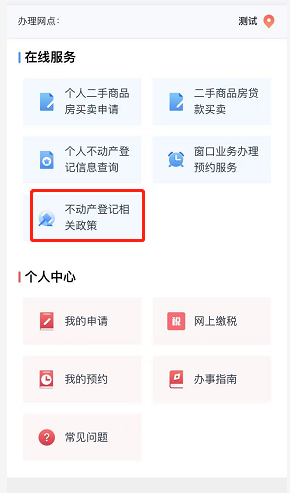 办理网点： 测试
在线服务
个人二手商品 二手商品房贷
房买卖申请 款买卖
个人不动产登 窗口业务办理
记信息查询 预约服务
不动产登记相
关政策
个人中心
我的申请 税 网上缴税
我的预约 办事指南
? 常见问题